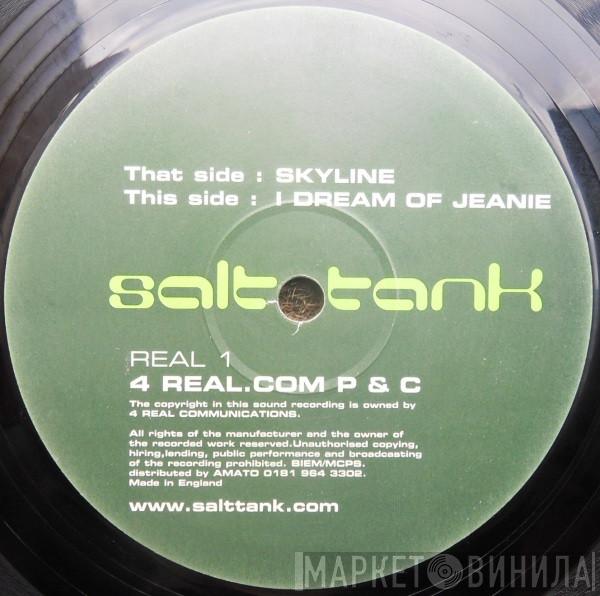 That side : SKYLINE
This side : I DREAM OF JEANIE
salt tank
REAL 1
4 REAL.COM P & C
The copyright in this sound recording is owned by
4 REAL COMMUNICATIONS.
All rights of the manufacturer and the owner of
the recorded work reserved.Unauthorised copying,
hiring,lending, public performance and broadcasting
of the recording prohibited. BIEM/MCPS.
distributed by AMATO 0181 964 3302.
Made in England
www.salttank.com
МАРКЕТ ВИНИЛА